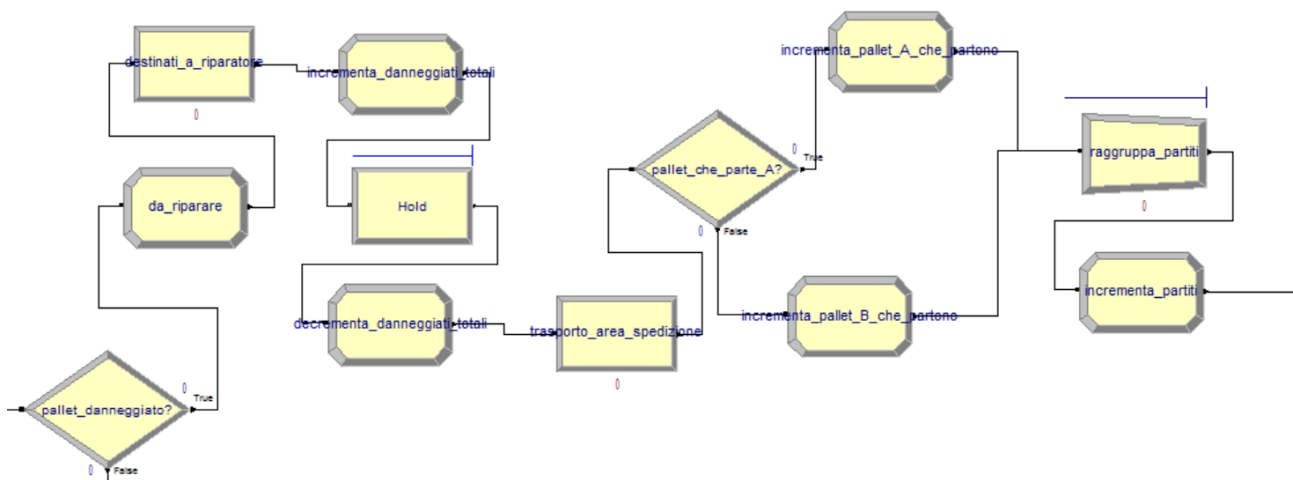 destinati_a_riparatore
0
incrementa_danneggiati_totali
da_riparare
Hold
decrementa_danneggiati_totali
pallet_danneggiato?
0
True
0
False
trasporto_area_spedizione
0
pallet_che_parte_A?
0
True
0
False
incrementa_pallet_A_che_partono
incrementa_pallet_B_che_partono
raggruppa_partiti
0
incrementa_partiti